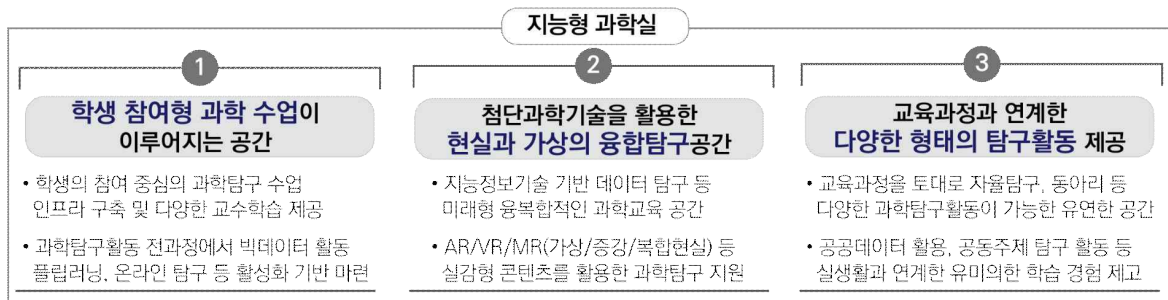 지능형 과학실
1
학생 참여형 과학 수업이
이루어지는 공간
• 학생의 참여 중심의 과학탐구 수업
인프라 구축 및 다양한 교수학습 제공
• 과학탐구활동 전과정에서 빅데이터 활동
플립러닝, 온라인 탐구 등 활성화 기반 마련
2
첨단과학기술을 활용한
현실과 가상의 융합탐구공간
• 지능정보기술 기반 데이터 탐구 등
미래형 융복합적인 과학교육 공간
• AR/VR/MR(가상/증강/복합현실) 등
실감형 콘텐츠를 활용한 과학탐구 지원
3
교육과정과 연계한
다양한 형태의 탐구활동 제공
• 교육과정을 토대로 자율탐구, 동아리 등
다양한 과학탐구활동이 가능한 유연한 공간
• 공공데이터 활용, 공동주제 탐구 활동 등
실생활과 연계한 유미의한 학습 경험 제고